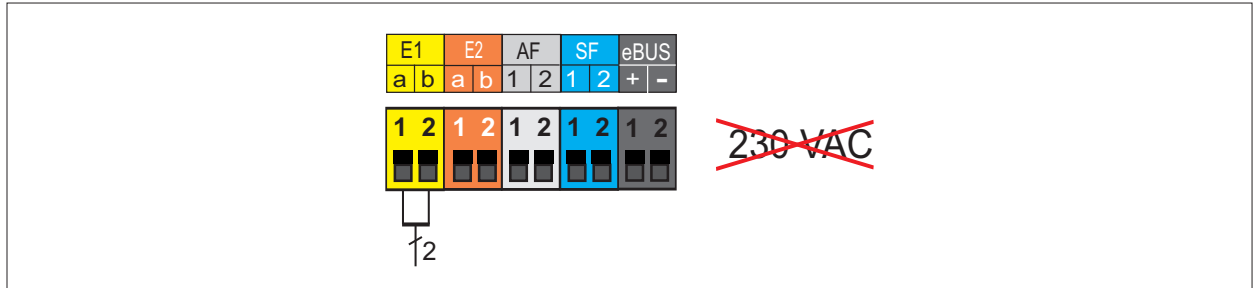 E1 E2 AF SF eBUS
a b a b 1 2 1 2 + -
1 2 1 2 1 2 1 2 1 2
230 VAC
2